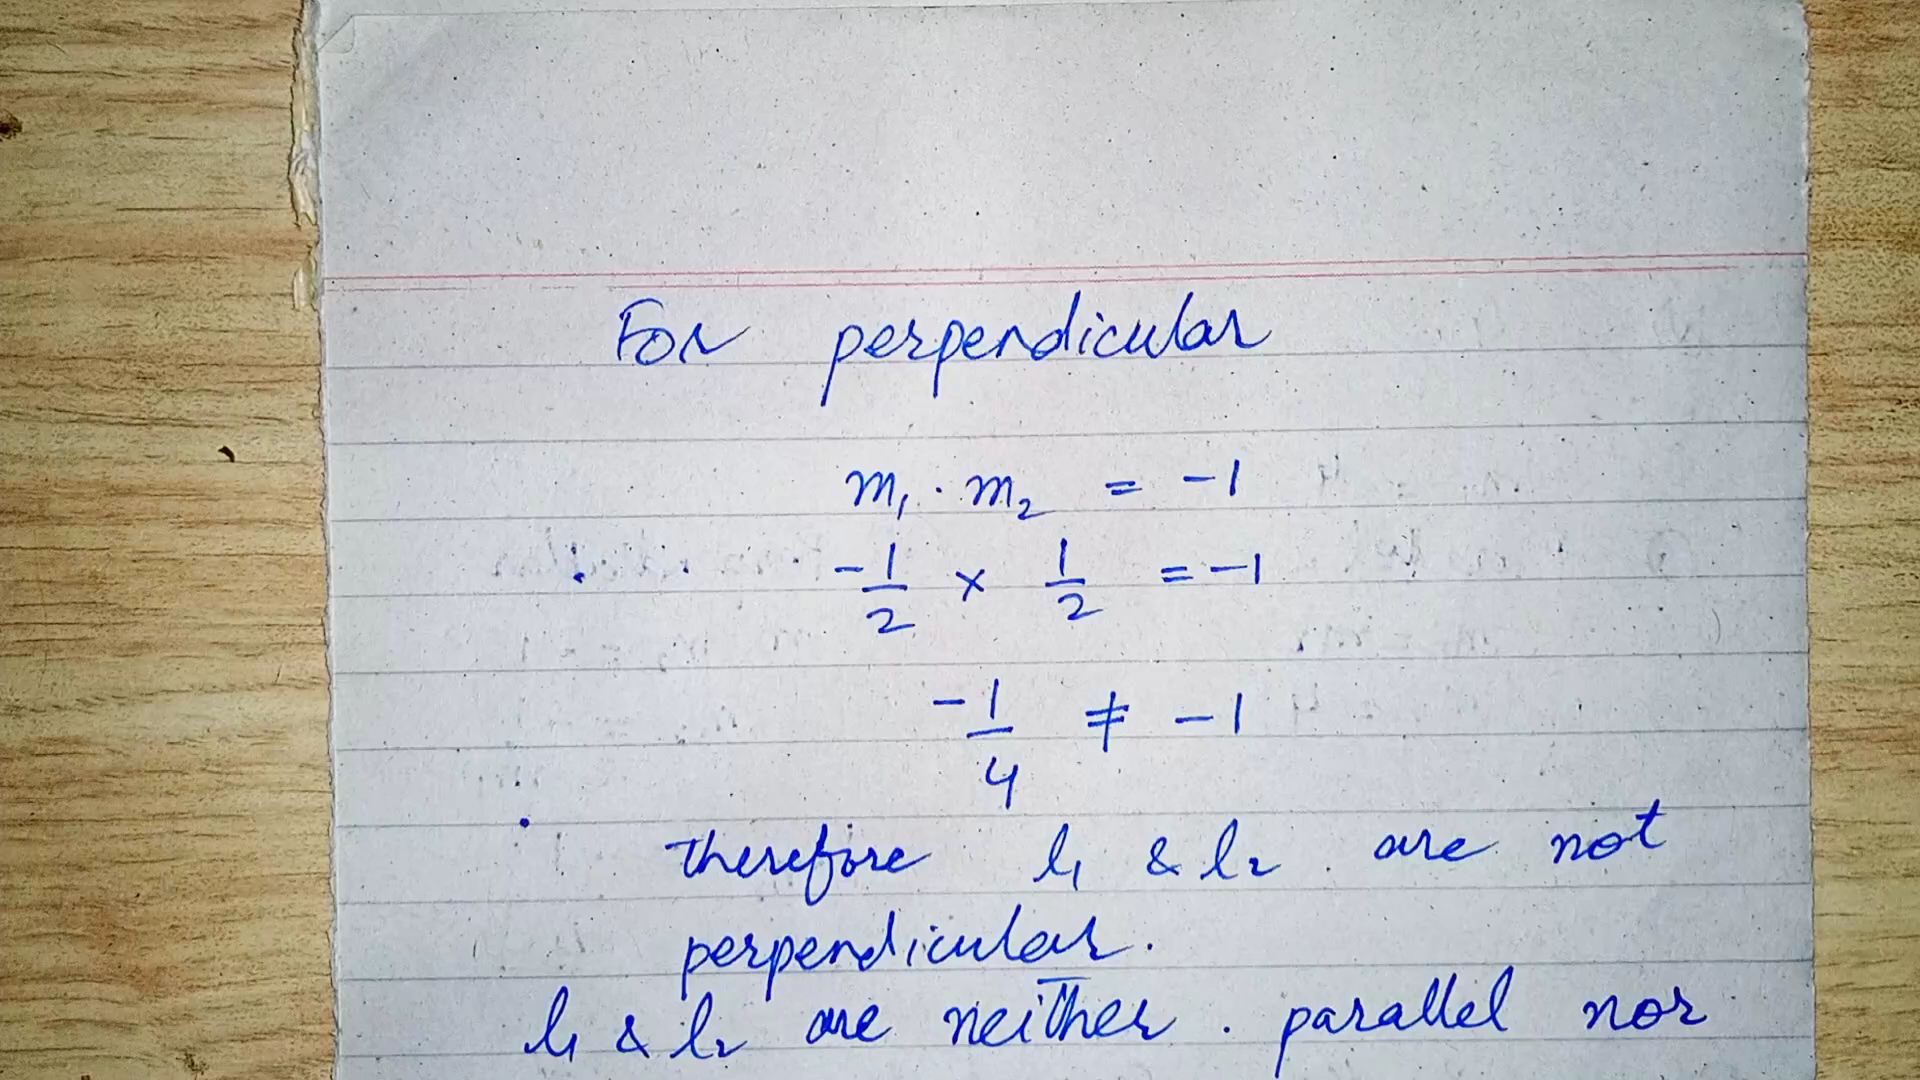 For perpendicular
m₁ · m₂ = -1
-1/2 × 1/2 = -1
-1/4 ≠ -1
therefore l₁ & l₂ are not
perpendicular.
l₁ & l₂ are neither parallel nor